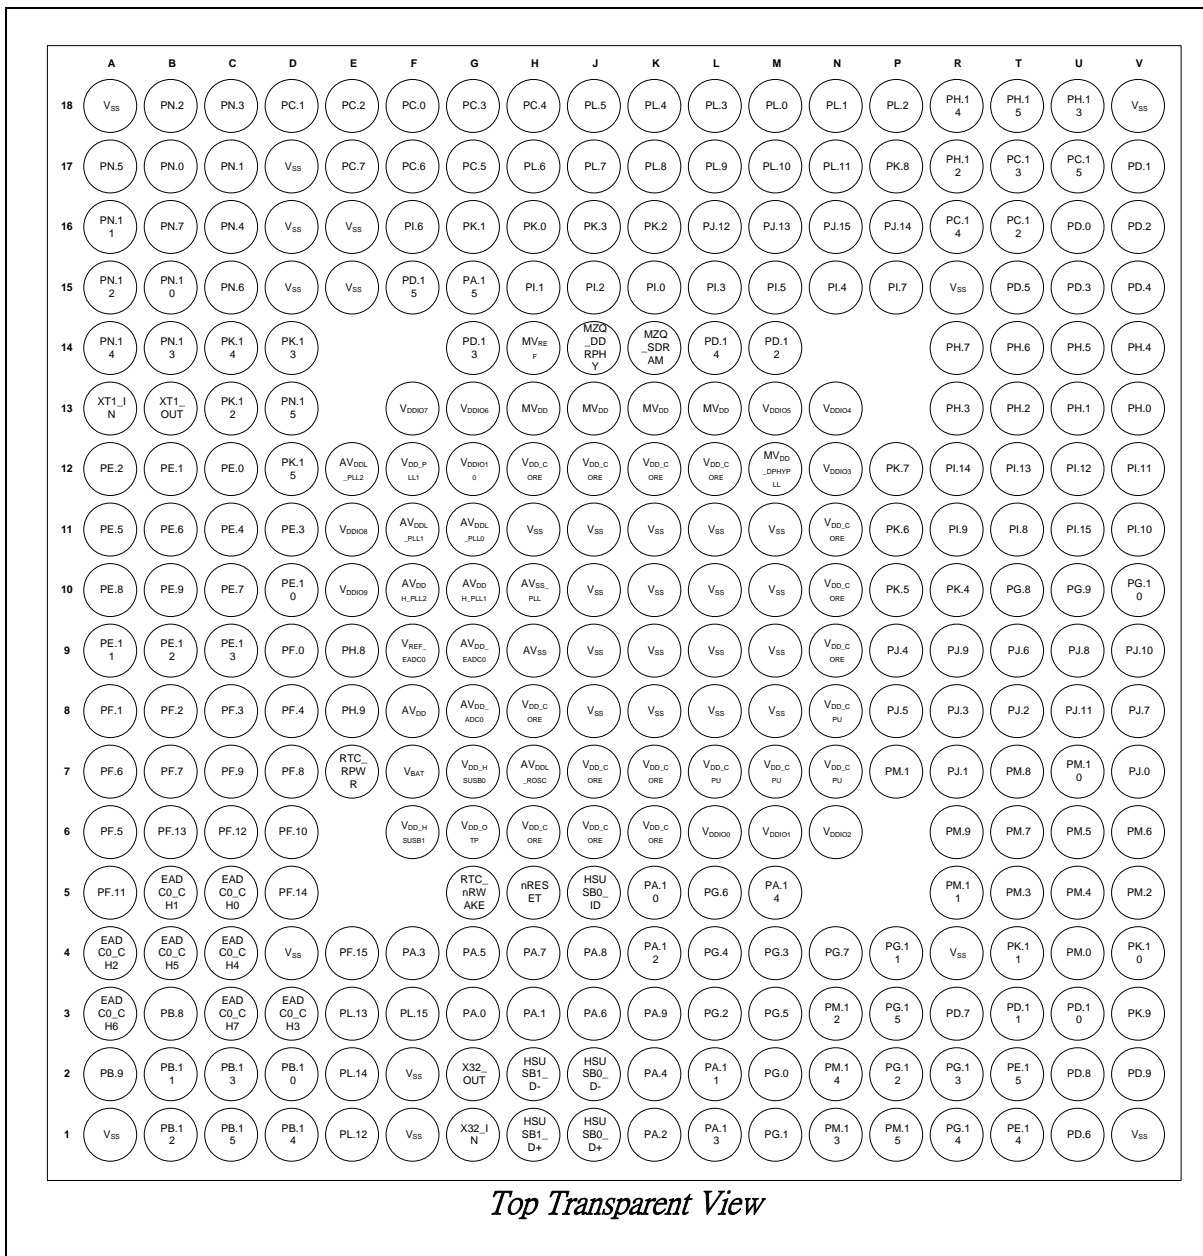 A B C D E F G H J K L M N P R T U V
18 VSS PN.2 PN.3 PC.1 PC.2 PC.0 PC.3 PC.4 PL.5 PL.4 PL.3 PL.0 PL.1 PL.2 PH.14 PH.15 PH.13 VSS
17 PN.5 PN.0 PN.1 VSS PC.7 PC.6 PC.5 PL.6 PL.7 PL.8 PL.9 PL.10 PL.11 PK.8 PH.12 PC.13 PC.15 PD.1
16 PN.11 PN.7 PN.4 VSS VSS PI.6 PK.1 PK.0 PK.3 PK.2 PJ.12 PJ.13 PJ.15 PJ.14 PC.14 PC.12 PD.0 PD.2
15 PN.12 PN.10 PN.6 VSS VSS PD.15 PA.15 PI.1 PI.2 PI.0 PI.3 PI.5 PI.4 PI.7 VSS PD.5 PD.3 PD.4
14 PN.14 PN.13 PK.14 PK.13 PD.13 MVREF MZQ_DDRPHY MZQ_SDRAM PD.14 PD.12 PH.7 PH.6 PH.5 PH.4
13 XT1_IN XT1_OUT PK.12 PN.15 VDDIO7 VDDIO6 MVDD MVDD MVDD MVDD VDDIO5 VDDIO4 PH.3 PH.2 PH.1 PH.0
12 PE.2 PE.1 PE.0 PK.15 AVDDL_PLL2 VDD_PLL1 VDDIO10 VDD_CORE VDD_CORE VDD_CORE VDD_CORE MVDD_DPHYPLL VDDIO3 PK.7 PI.14 PI.13 PI.12 PI.11
11 PE.5 PE.6 PE.4 PE.3 VDDIO8 AVDDL_PLL1 AVDDL_PLL0 VSS VSS VSS VSS VSS VDD_CORE PK.6 PI.9 PI.8 PI.15 PI.10
10 PE.8 PE.9 PE.7 PE.10 VDDIO9 AVDDH_PLL2 AVDDH_PLL1 AVSS_PLL VSS VSS VSS VSS VDD_CORE PK.5 PK.4 PG.8 PG.9 PG.10
9 PE.11 PE.12 PE.13 PF.0 PH.8 VREF_EADC0 AVDD_EADC0 AVSS VSS VSS VSS VSS VDD_CORE PJ.4 PJ.9 PJ.6 PJ.8 PJ.10
8 PF.1 PF.2 PF.3 PF.4 PH.9 AVDD AVDD_ADC0 VDD_CORE VSS VSS VSS VSS VDD_CPU PJ.5 PJ.3 PJ.2 PJ.11 PJ.7
7 PF.6 PF.7 PF.9 PF.8 RTC_RPWR VBAT VDD_HSUSB0 AVDDL_ROSC VDD_CORE VDD_CORE VDD_CPU VDD_CPU VDD_CPU PM.1 PJ.1 PM.8 PM.10 PJ.0
6 PF.5 PF.13 PF.12 PF.10 VDD_HSUSB1 VDD_OTP VDD_CORE VDD_CORE VDD_CORE VDDIO0 VDDIO1 VDDIO2 PM.9 PM.7 PM.5 PM.6
5 PF.11 EADC0_CH1 EADC0_CH0 PF.14 RTC_nRWAKE nRESET HSUSB0_ID PA.10 PG.6 PA.14 PM.11 PM.3 PM.4 PM.2
4 EADC0_CH2 EADC0_CH5 EADC0_CH4 VSS PF.15 PA.3 PA.5 PA.7 PA.8 PA.12 PG.4 PG.3 PG.7 PG.11 VSS PK.11 PM.0 PK.10
3 EADC0_CH6 PB.8 EADC0_CH7 EADC0_CH3 PL.13 PL.15 PA.0 PA.1 PA.6 PA.9 PG.2 PG.5 PM.12 PG.15 PD.7 PD.11 PD.10 PK.9
2 PB.9 PB.11 PB.13 PB.10 PL.14 VSS X32_OUT HSUSB1_D- HSUSB0_D- PA.4 PA.11 PG.0 PM.14 PG.12 PG.13 PE.15 PD.8 PD.9
1 VSS PB.12 PB.15 PB.14 PL.12 VSS X32_IN HSUSB1_D+ HSUSB0_D+ PA.2 PA.13 PG.1 PM.13 PM.15 PG.14 PE.14 PD.6 VSS
Top Transparent View